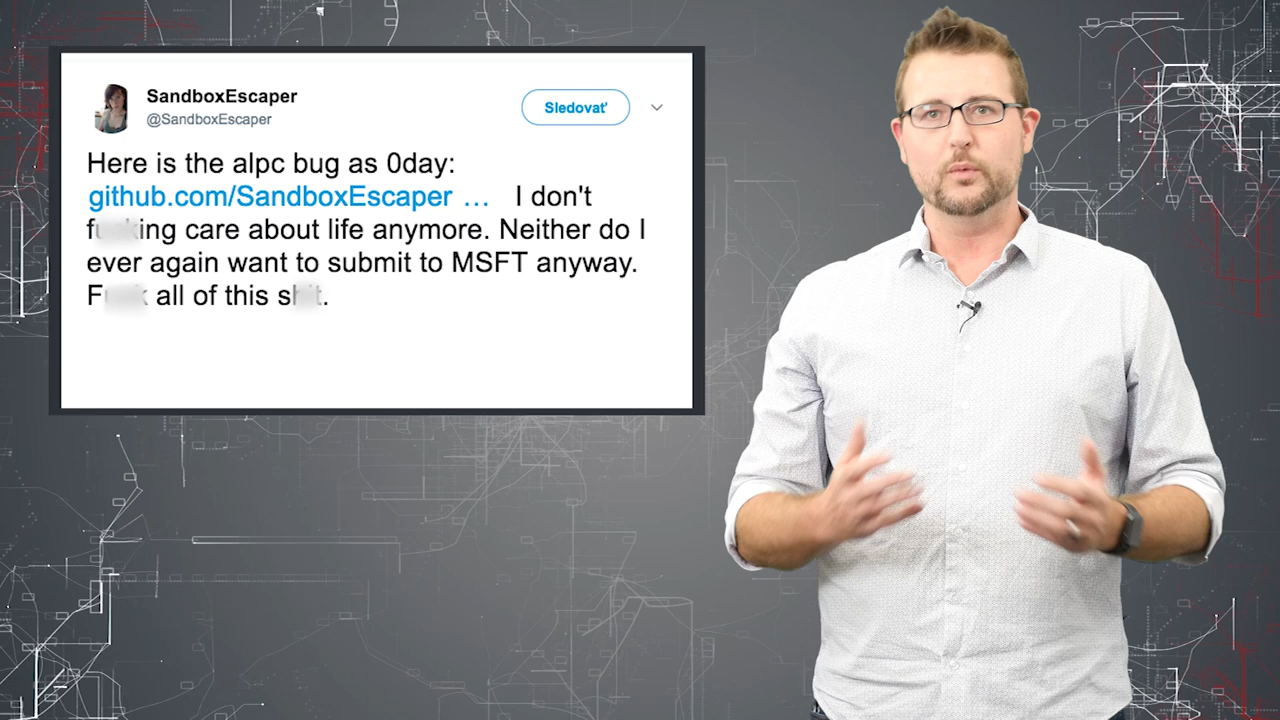 SandboxEscaper
@SandboxEscaper
Sledovať
Here is the alpc bug as 0day:
github.com/SandboxEscaper ... I don't
care about life anymore. Neither do I
ever again want to submit to MSFT anyway.
all of this